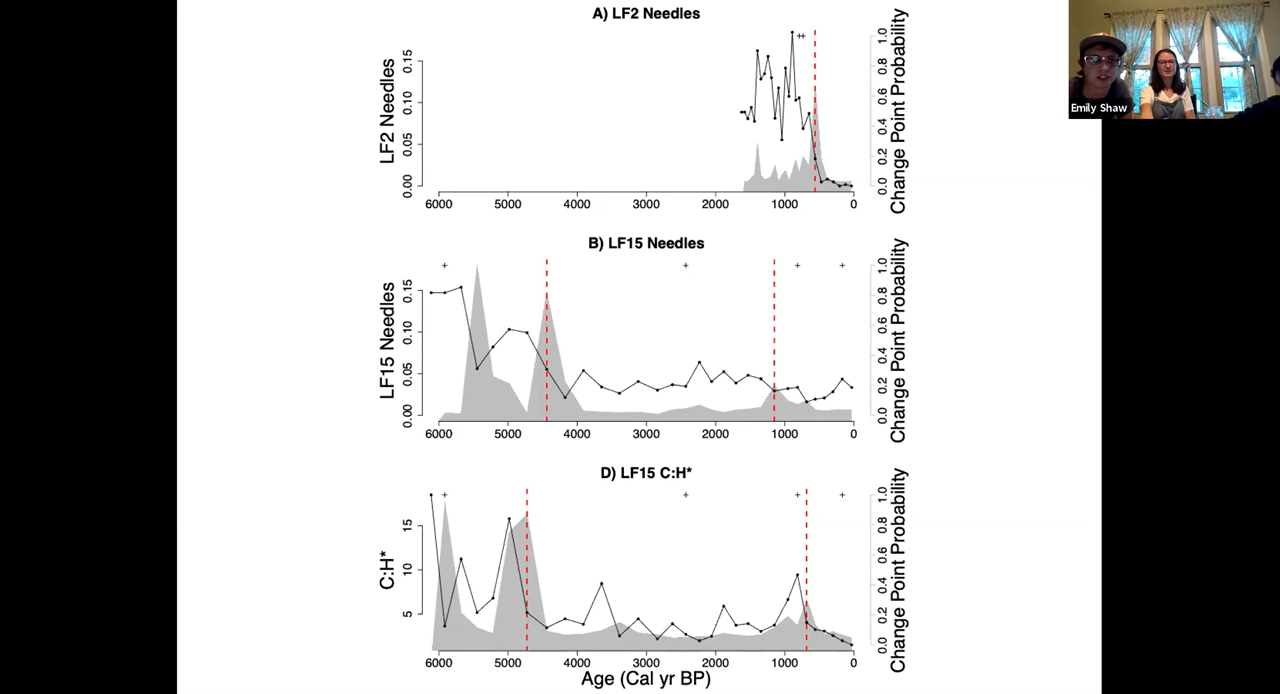 A) LF2 Needles
LF2 Needles
0.00 0.05 0.10 0.15
Change Point Probability
0.0 0.2 0.4 0.6 0.8 1.0
++
6000 5000 4000 3000 2000 1000 0
Emily Shaw
B) LF15 Needles
LF15 Needles
0.00 0.05 0.10 0.15
Change Point Probability
0.0 0.2 0.4 0.6 0.8 1.0
+ + + +
6000 5000 4000 3000 2000 1000 0
D) LF15 C:H*
C:H*
5 10 15
Change Point Probability
0.0 0.2 0.4 0.6 0.8 1.0
+ + + +
6000 5000 4000 3000 2000 1000 0
Age (Cal yr BP)